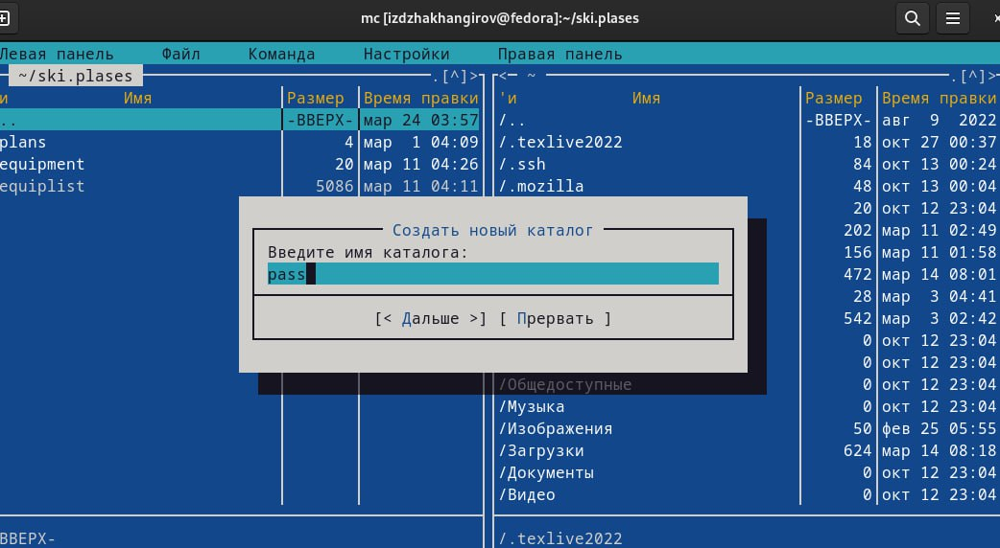 mc [izdzhakhangirov@fedora]:~/ski.plases
Левая панель Файл Команда Настройки Правая панель
~/ski.plases .[^]> <— ~ .[^]>
и Имя Размер Время правки 'и Имя Размер Время правки
.. -ВВЕРХ- мар 24 03:57 /.. -ВВЕРХ- авг 9 2022
plans 4 мар 1 04:09 /.texlive2022 18 окт 27 00:37
equipment 20 мар 11 04:26 /.ssh 84 окт 13 00:24
equiplist 5086 мар 11 04:11 /.mozilla 48 окт 13 00:04
20 окт 12 23:04
Создать новый каталог 202 мар 11 02:49
Введите имя каталога: 156 мар 11 01:58
pass 472 мар 14 08:01
28 мар 3 04:41
[< Дальше >] [ Прервать ] 542 мар 3 02:42
0 окт 12 23:04
0 окт 12 23:04
/Общедоступные 0 окт 12 23:04
/Музыка 0 окт 12 23:04
/Изображения 50 фев 25 05:55
/Загрузки 624 мар 14 08:18
/Документы 0 окт 12 23:04
/Видео 0 окт 12 23:04
ВВЕРХ- /.texlive2022